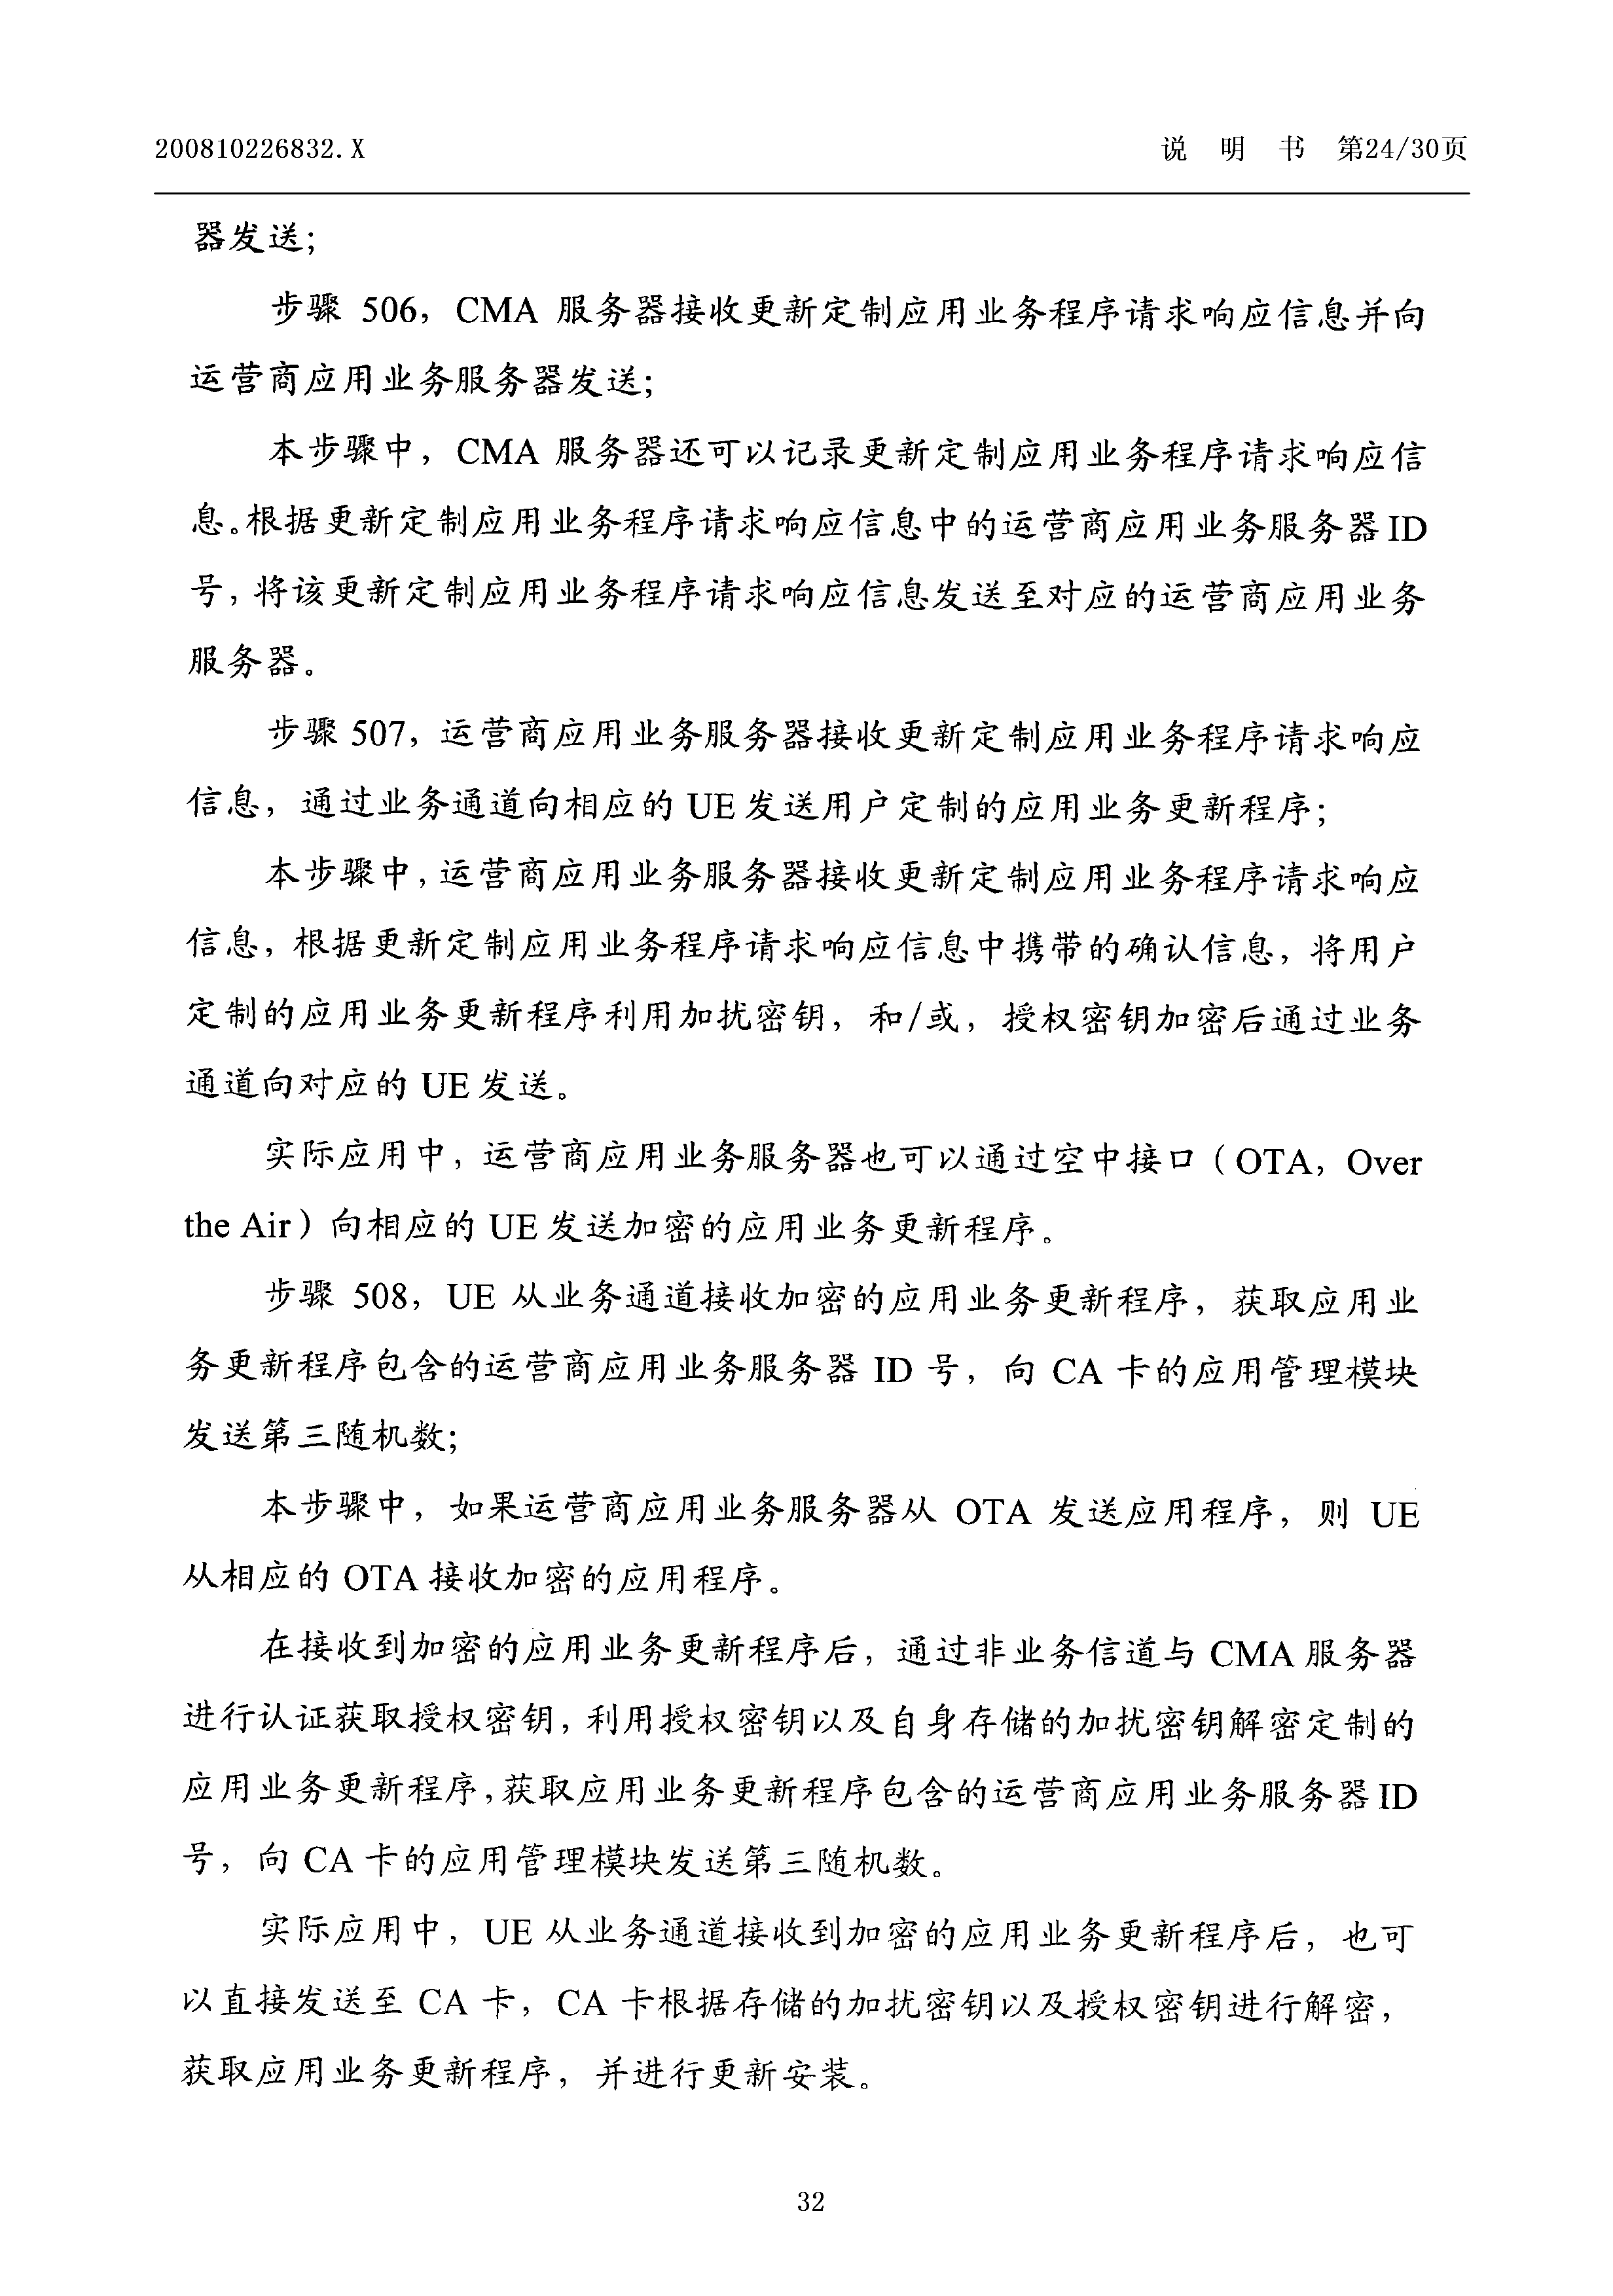 200810226832.X
说 明 书 第24/30页
器发送；
步骤 506，CMA 服务器接收更新定制应用业务程序请求响应信息并向
运营商应用业务服务器发送；
本步骤中，CMA 服务器还可以记录更新定制应用业务程序请求响应信
息。根据更新定制应用业务程序请求响应信息中的运营商应用业务服务器ID
号，将该更新定制应用业务程序请求响应信息发送至对应的运营商应用业务
服务器。
步骤 507，运营商应用业务服务器接收更新定制应用业务程序请求响应
信息，通过业务通道向相应的 UE 发送用户定制的应用业务更新程序；
本步骤中，运营商应用业务服务器接收更新定制应用业务程序请求响应
信息，根据更新定制应用业务程序请求响应信息中携带的确认信息，将用户
定制的应用业务更新程序利用加扰密钥，和/或，授权密钥加密后通过业务
通道向对应的 UE 发送。
实际应用中，运营商应用业务服务器也可以通过空中接口（OTA，Over
the Air）向相应的 UE 发送加密的应用业务更新程序。
步骤 508，UE 从业务通道接收加密的应用业务更新程序，获取应用业
务更新程序包含的运营商应用业务服务器 ID 号，向 CA 卡的应用管理模块
发送第三随机数；
本步骤中，如果运营商应用业务服务器从 OTA 发送应用程序，则 UE
从相应的 OTA 接收加密的应用程序。
在接收到加密的应用业务更新程序后，通过非业务信道与 CMA 服务器
进行认证获取授权密钥，利用授权密钥以及自身存储的加扰密钥解密定制的
应用业务更新程序，获取应用业务更新程序包含的运营商应用业务服务器ID
号，向 CA 卡的应用管理模块发送第三随机数。
实际应用中，UE 从业务通道接收到加密的应用业务更新程序后，也可
以直接发送至 CA 卡，CA 卡根据存储的加扰密钥以及授权密钥进行解密，
获取应用业务更新程序，并进行更新安装。
32